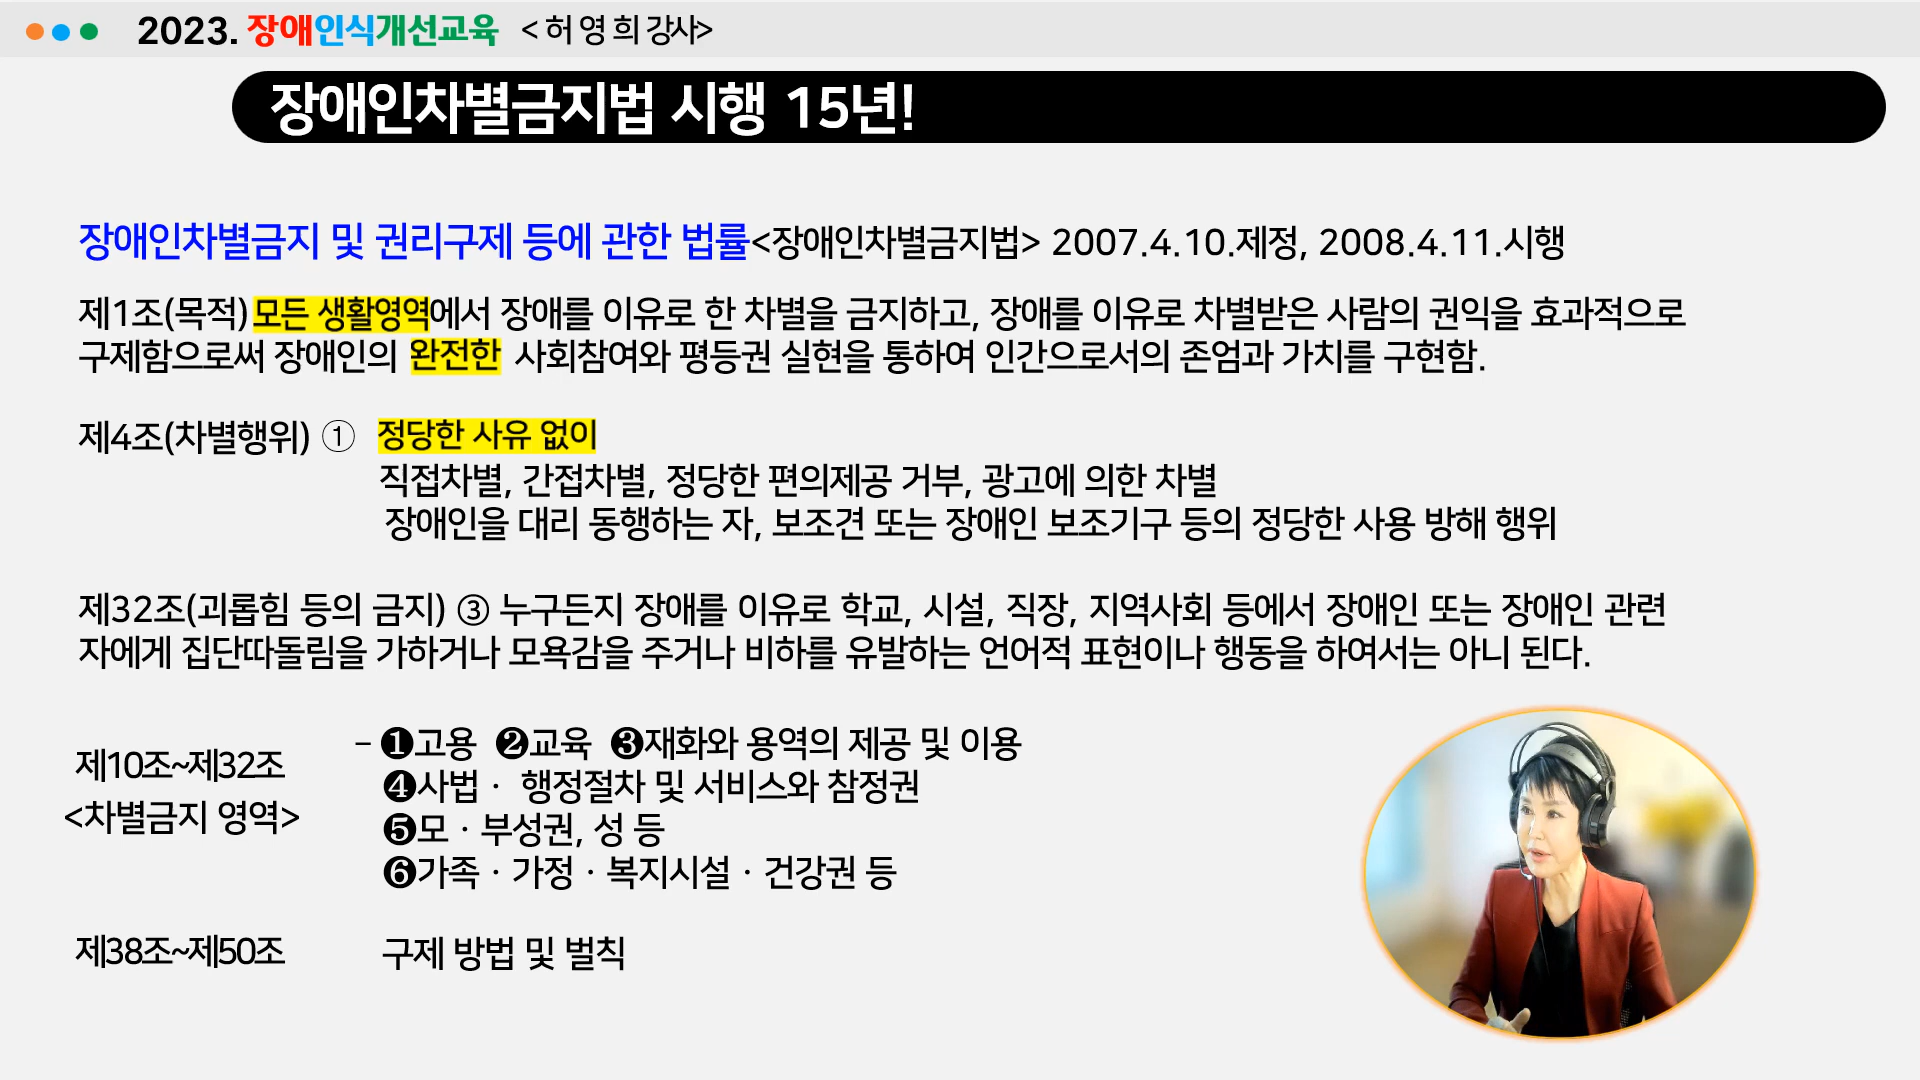 2023. 장애인식개선교육 < 허 영 희 강사>
장애인차별금지법 시행 15년!
장애인차별금지 및 권리구제 등에 관한 법률<장애인차별금지법> 2007.4.10.제정, 2008.4.11.시행
제1조(목적) 모든 생활영역에서 장애를 이유로 한 차별을 금지하고, 장애를 이유로 차별받은 사람의 권익을 효과적으로
구제함으로써 장애인의 완전한 사회참여와 평등권 실현을 통하여 인간으로서의 존엄과 가치를 구현함.
제4조(차별행위) ① 정당한 사유 없이
직접차별, 간접차별, 정당한 편의제공 거부, 광고에 의한 차별
장애인을 대리 동행하는 자, 보조견 또는 장애인 보조기구 등의 정당한 사용 방해 행위
제32조(괴롭힘 등의 금지) ③ 누구든지 장애를 이유로 학교, 시설, 직장, 지역사회 등에서 장애인 또는 장애인 관련
자에게 집단따돌림을 가하거나 모욕감을 주거나 비하를 유발하는 언어적 표현이나 행동을 하여서는 아니 된다.
제10조~제32조
<차별금지 영역>
– ❶고용 ❷교육 ❸재화와 용역의 제공 및 이용
❹사법 · 행정절차 및 서비스와 참정권
❺모 · 부성권, 성 등
❻가족 · 가정 · 복지시설 · 건강권 등
제38조~제50조 구제 방법 및 벌칙